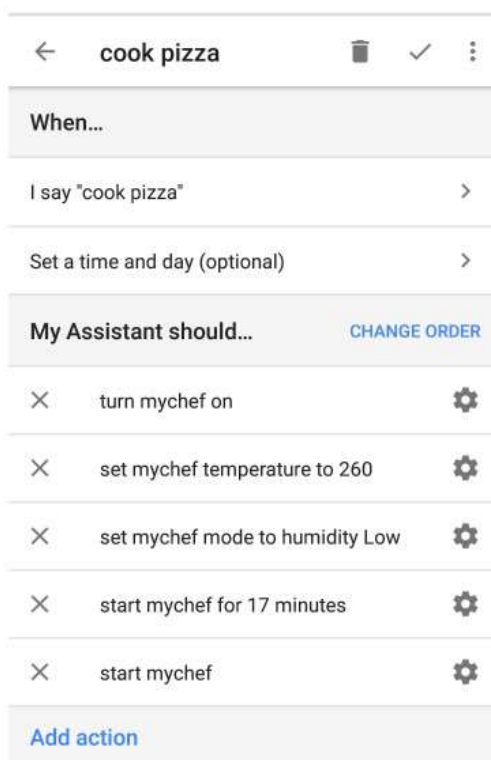 cook pizza
When...
I say "cook pizza"
Set a time and day (optional)
My Assistant should... CHANGE ORDER
turn mychef on
set mychef temperature to 260
set mychef mode to humidity Low
start mychef for 17 minutes
start mychef
Add action